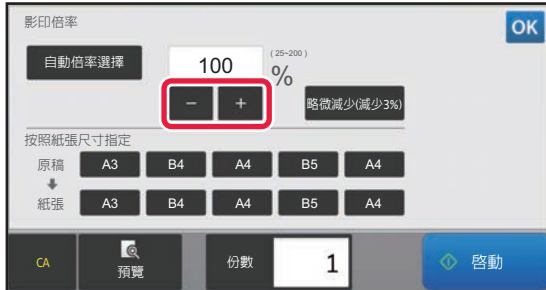 影印倍率
OK
自動倍率選擇
100
(25~200)
%
－
＋
略微減少(減少3%)
按照紙張尺寸指定
原稿 A3 B4 A4 B5 A4
紙張 A3 B4 A4 B5 A4
CA
預覽
份數
1
啓動